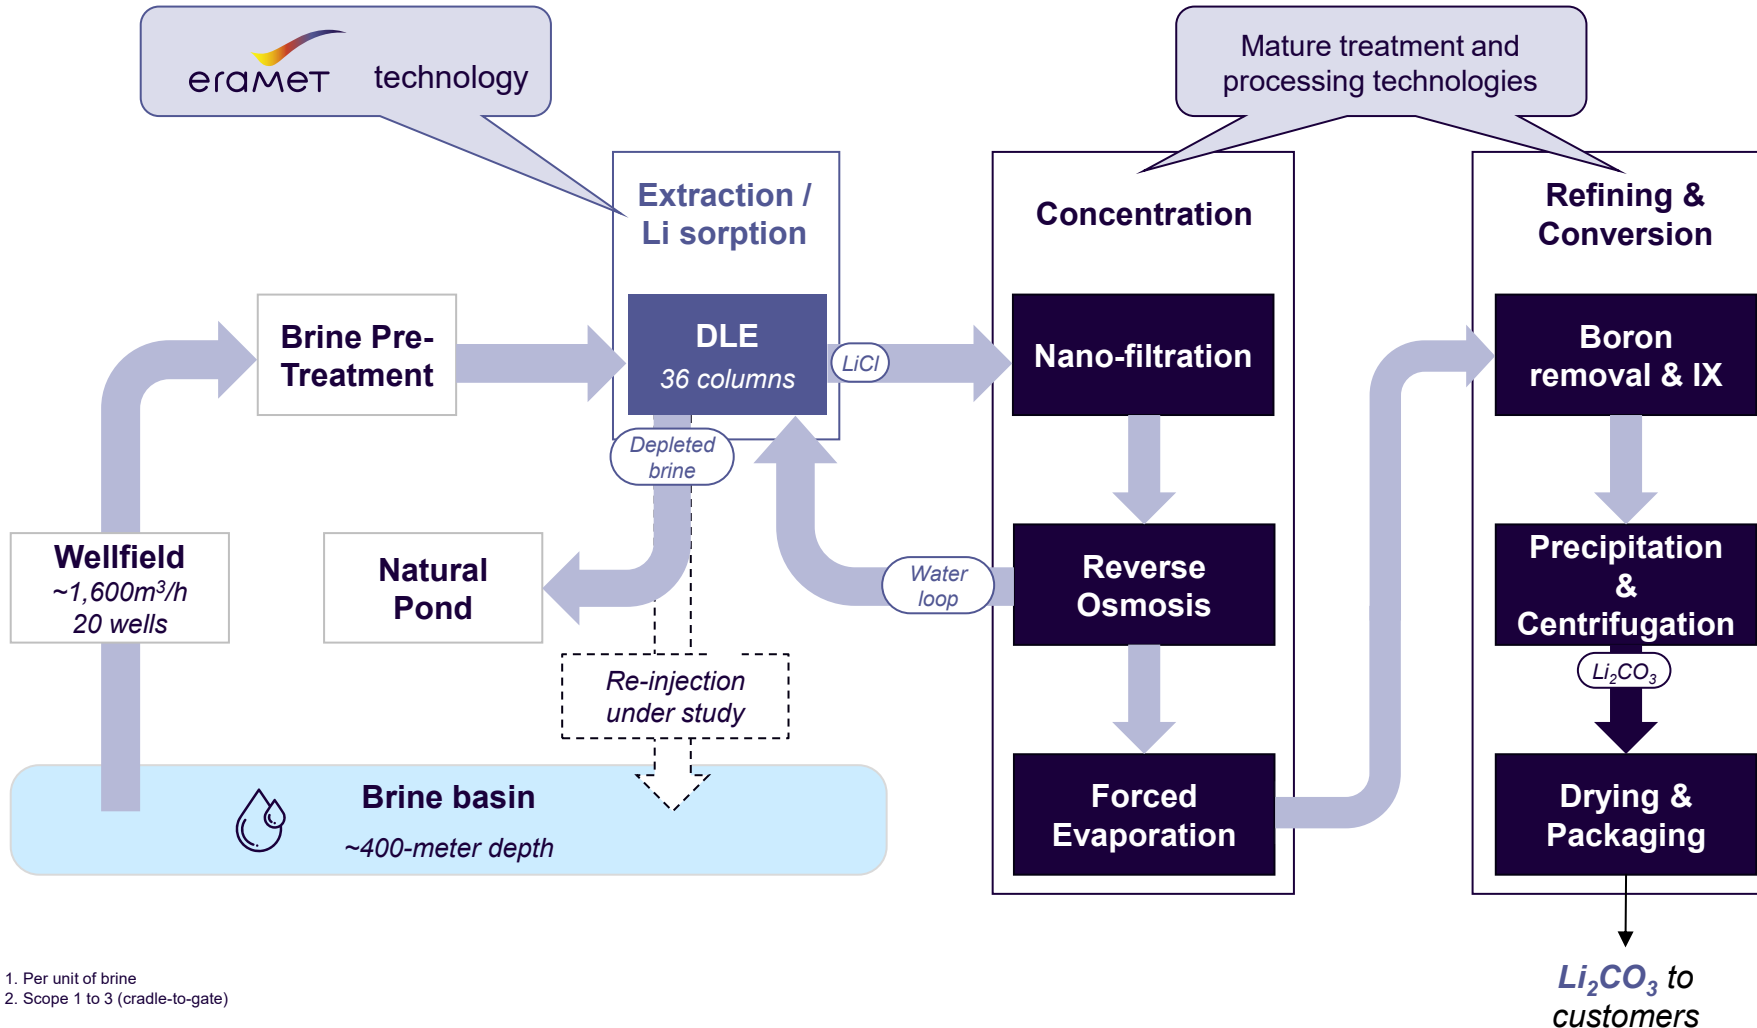 eramet technology
Mature treatment and
processing technologies
Extraction /
Li sorption
Concentration
Refining &
Conversion
Brine Pre-
Treatment
DLE
36 columns
LiCl
Nano-filtration
Boron
removal & IX
Depleted
brine
Wellfield
~1,600m³/h
20 wells
Natural
Pond
Water
loop
Reverse
Osmosis
Precipitation
&
Centrifugation
Li₂CO₃
Re-injection
under study
Brine basin
~400-meter depth
Forced
Evaporation
Drying &
Packaging
Li₂CO₃ to
customers
1. Per unit of brine
2. Scope 1 to 3 (cradle-to-gate)